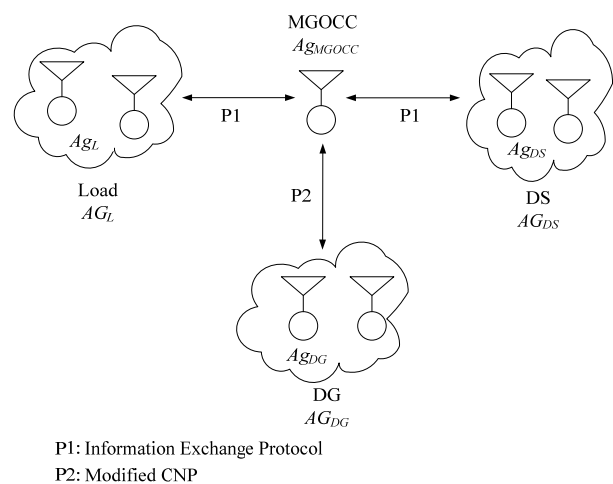 MGOCC
Ag_MGOCC
P1
P1
Ag_L
Ag_DS
Load
AG_L
DS
AG_DS
P2
Ag_DG
DG
AG_DG
P1: Information Exchange Protocol
P2: Modified CNP